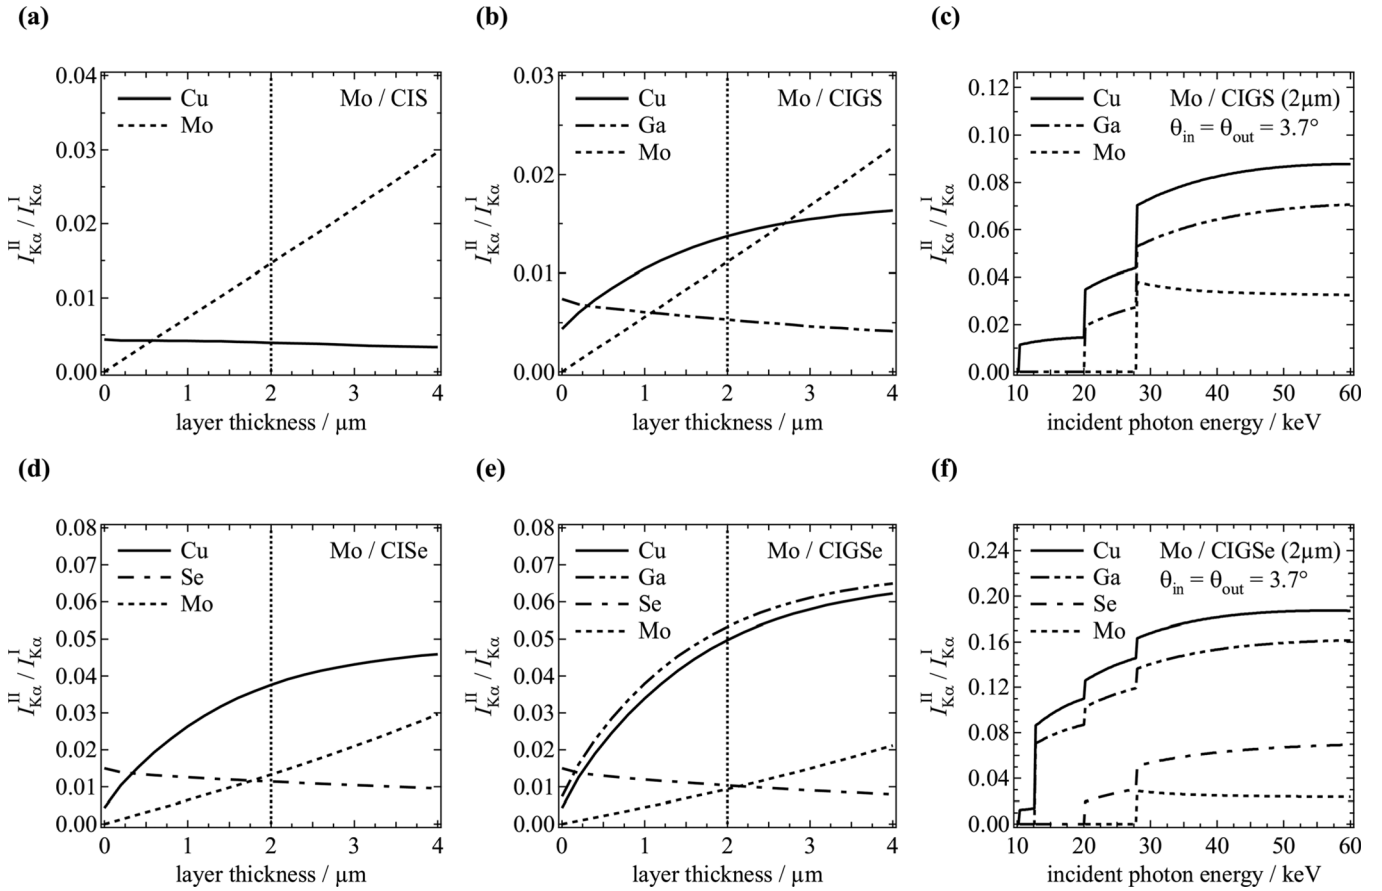 (a)
(b)
(c)
0.04
0.03
0.02
0.01
0.00
I^II_Kα / I^I_Kα
Cu
Mo
Mo / CIS
0 1 2 3 4
layer thickness / µm
0.03
0.02
0.01
0.00
I^II_Kα / I^I_Kα
Cu
Ga
Mo
Mo / CIGS
0 1 2 3 4
layer thickness / µm
0.12
0.10
0.08
0.06
0.04
0.02
0.00
I^II_Kα / I^I_Kα
Cu
Ga
Mo
Mo / CIGS (2µm)
θ_in = θ_out = 3.7°
10 20 30 40 50 60
incident photon energy / keV
(d)
(e)
(f)
0.08
0.07
0.06
0.05
0.04
0.03
0.02
0.01
0.00
I^II_Kα / I^I_Kα
Cu
Se
Mo
Mo / CISe
0 1 2 3 4
layer thickness / µm
0.08
0.07
0.06
0.05
0.04
0.03
0.02
0.01
0.00
I^II_Kα / I^I_Kα
Cu
Ga
Se
Mo
Mo / CIGSe
0 1 2 3 4
layer thickness / µm
0.24
0.20
0.16
0.12
0.08
0.04
0.00
I^II_Kα / I^I_Kα
Cu
Ga
Se
Mo
Mo / CIGSe (2µm)
θ_in = θ_out = 3.7°
10 20 30 40 50 60
incident photon energy / keV